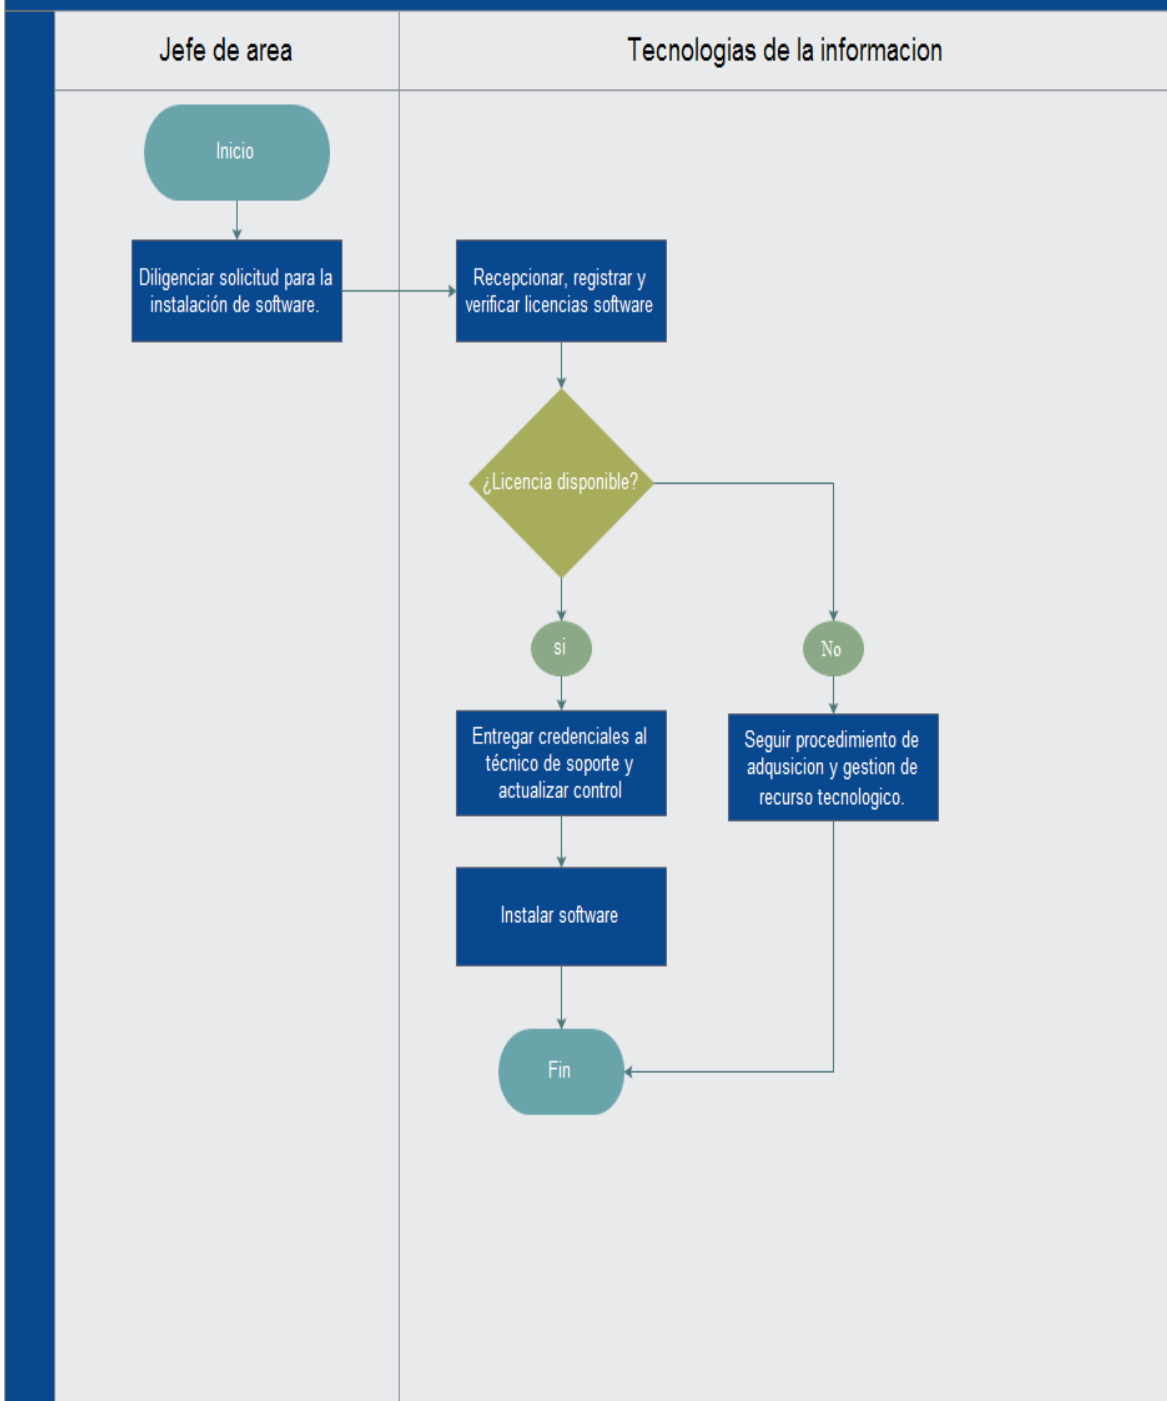 Jefe de area
Tecnologias de la informacion
Inicio
Diligenciar solicitud para la
instalación de software.
Recepcionar, registrar y
verificar licencias software
¿Licencia disponible?
si
No
Entregar credenciales al
técnico de soporte y
actualizar control
Seguir procedimiento de
adqusicion y gestion de
recurso tecnologico.
Instalar software
Fin